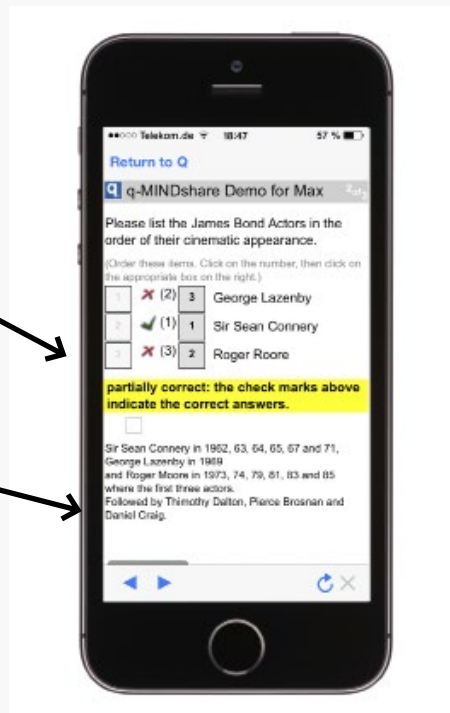 Telekom.de 18:47 57 %
Return to Q
q q-MINDshare Demo for Max 2of2
Please list the James Bond Actors in the
order of their cinematic appearance.
(Order these items. Click on the number, then click on
the appropriate box on the right.)
1 (2) 3 George Lazenby
2 (1) 1 Sir Sean Connery
3 (3) 2 Roger Roore
partially correct: the check marks above
indicate the correct answers.
Sir Sean Connery in 1962, 63, 64, 65, 67 and 71,
George Lazenby in 1969
and Roger Moore in 1973, 74, 79, 81, 83 and 85
where the first three actors.
Followed by Thimothy Dalton, Pierce Brosnan and
Daniel Craig.